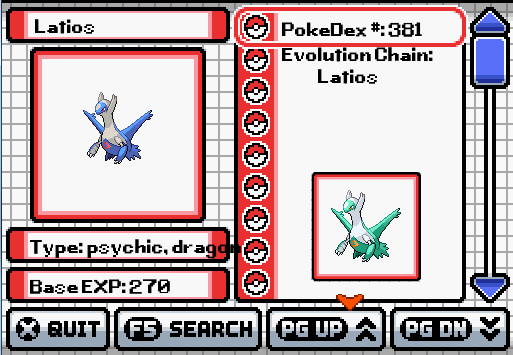 Latios
PokeDex #:381
Evolution Chain:
Latios
Type: psychic, dragon
Base EXP:270
X QUIT
F5 SEARCH
PG UP
PG DN